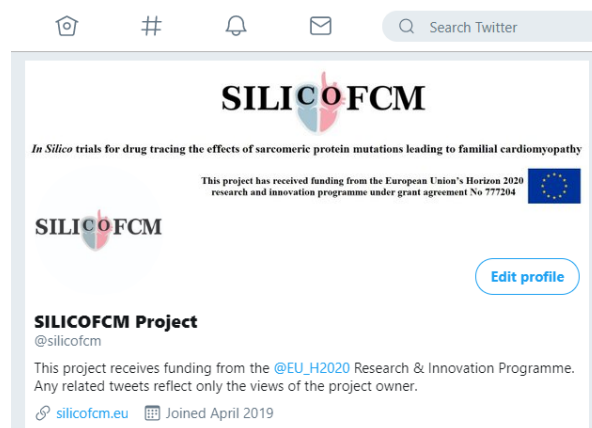 Search Twitter
SILICOFCM
In Silico trials for drug tracing the effects of sarcomeric protein mutations leading to familial cardiomyopathy
This project has received funding from the European Union's Horizon 2020
research and innovation programme under grant agreement No 777204
SILICOFCM
Edit profile
SILICOFCM Project
@silicofcm
This project receives funding from the @EU_H2020 Research & Innovation Programme.
Any related tweets reflect only the views of the project owner.
silicofcm.eu Joined April 2019